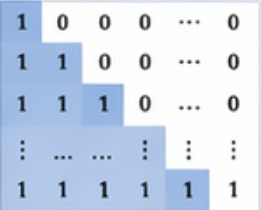 1 0 0 0 ... 0
1 1 0 0 ... 0
1 1 1 0 ... 0
⋮ ... ... ⋮ ⋮ ⋮
1 1 1 1 1 1